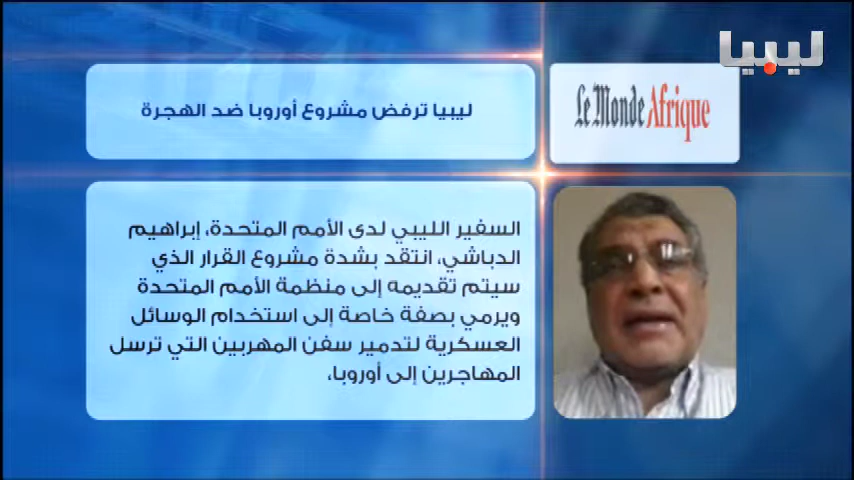 ليبيا
ليبيا ترفض مشروع أوروبا ضد الهجرة
Le Monde Afrique
السفير الليبي لدى الأمم المتحدة، إبراهيم
الدباشي، انتقد بشدة مشروع القرار الذي
سيتم تقديمه إلى منظمة الأمم المتحدة
ويرمي بصفة خاصة إلى استخدام الوسائل
العسكرية لتدمير سفن المهربين التي ترسل
المهاجرين إلى أوروبا،